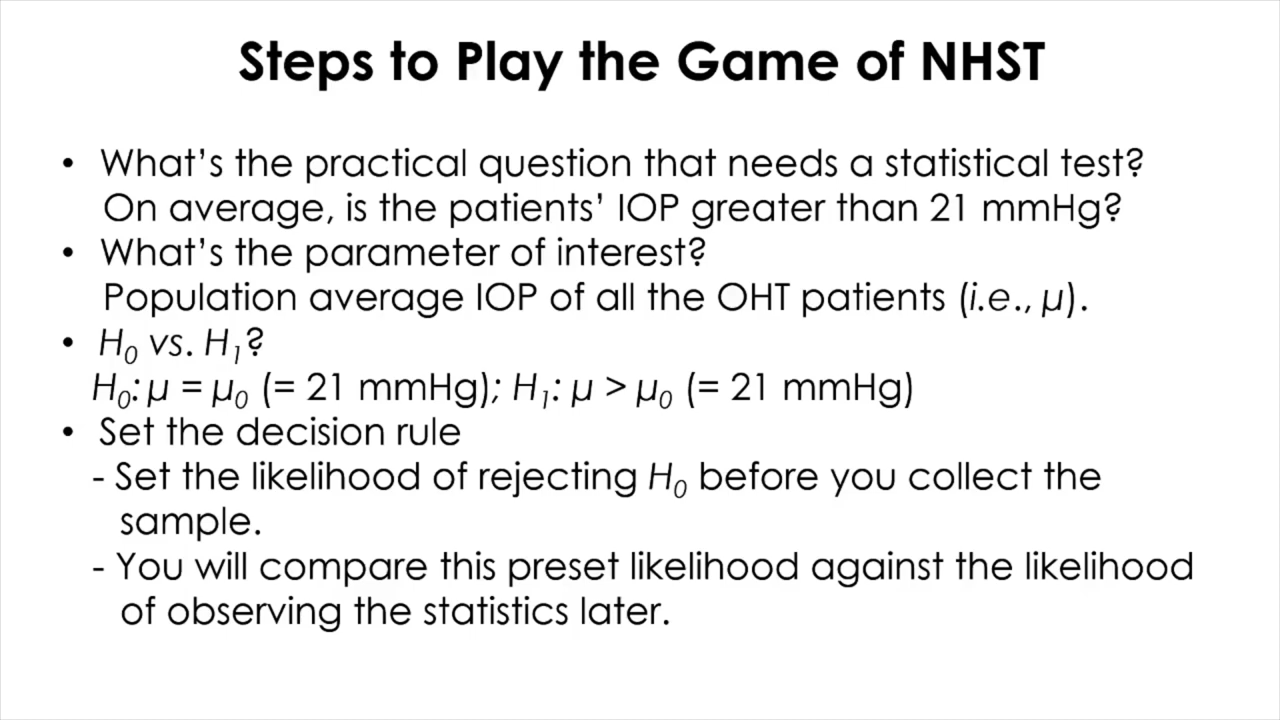 Steps to Play the Game of NHST
• What’s the practical question that needs a statistical test?
On average, is the patients’ IOP greater than 21 mmHg?
• What’s the parameter of interest?
Population average IOP of all the OHT patients (i.e., μ).
• H₀ vs. H₁?
H₀: μ = μ₀ (= 21 mmHg); H₁: μ > μ₀ (= 21 mmHg)
• Set the decision rule
- Set the likelihood of rejecting H₀ before you collect the
sample.
- You will compare this preset likelihood against the likelihood
of observing the statistics later.